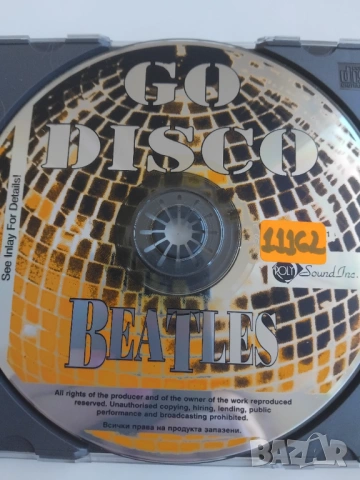 GO
DISCO
See Inlay For Details!
11962
Sound Inc.
BEATLES
All rights of the producer and of the owner of the work reproduced
reserved. Unauthorised copying, hiring, lending, public
performance and broadcasting prohibited.
Всички права на продукта запазени.
BAZAR